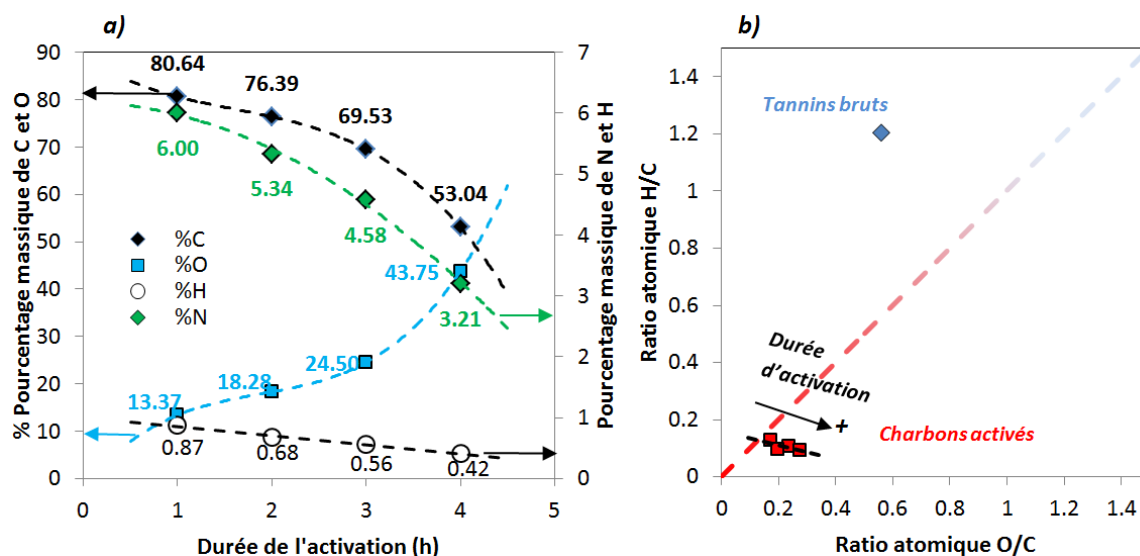 a)
% Pourcentage massique de C et O
90
80
70
60
50
40
30
20
10
0
80.64
76.39
69.53
53.04
6.00
5.34
4.58
3.21
%C
%O
%H
%N
43.75
24.50
18.28
13.37
0.87
0.68
0.56
0.42
7
6
5
4
3
2
1
0
Pourcentage massique de N et H
0 1 2 3 4 5
Durée de l'activation (h)
b)
Ratio atomique H/C
1.4
1.2
1
0.8
0.6
0.4
0.2
0
Tannins bruts
Durée
d'activation
+
Charbons activés
0 0.2 0.4 0.6 0.8 1 1.2 1.4
Ratio atomique O/C